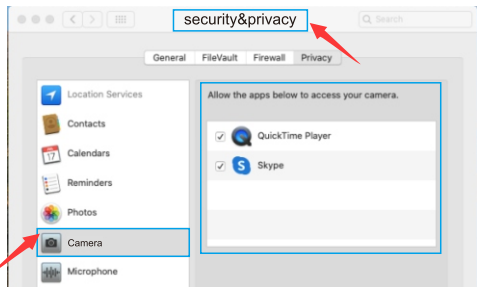 security&privacy
Search
General FileVault Firewall Privacy
Location Services
Contacts
Calendars
17
Reminders
Photos
Camera
Microphone
Allow the apps below to access your camera.
QuickTime Player
S
Skype